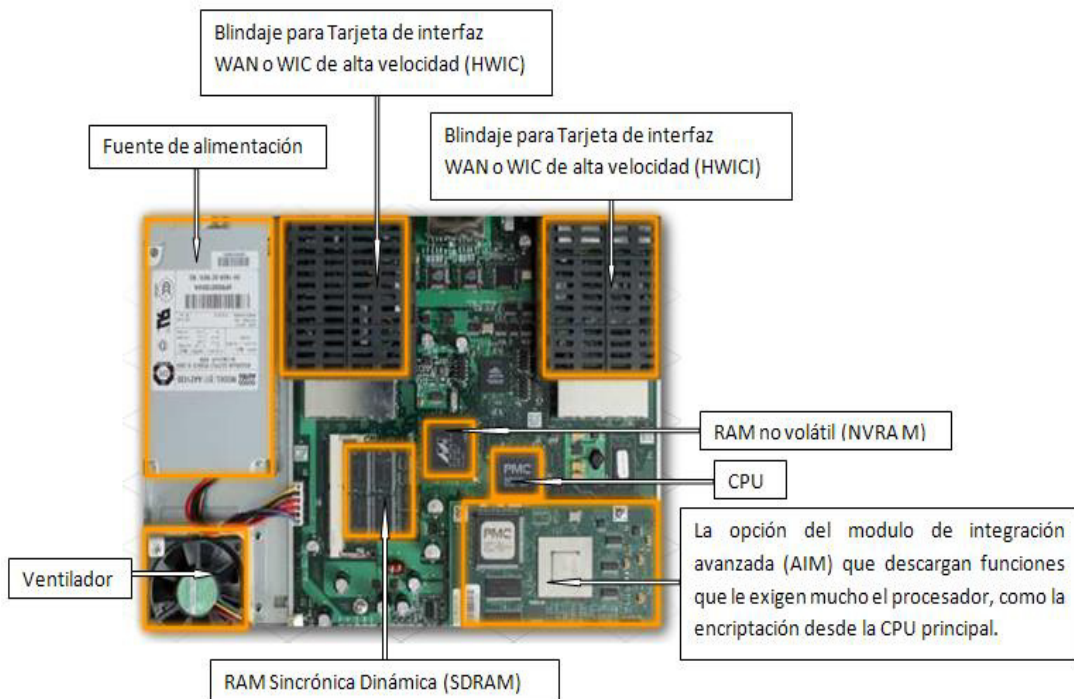 Blindaje para Tarjeta de interfaz
WAN o WIC de alta velocidad (HWIC)
Fuente de alimentación
Blindaje para Tarjeta de interfaz
WAN o WIC de alta velocidad (HWICI)
RAM no volátil (NVRA M)
PMC
CPU
PMC
La opción del modulo de integración
avanzada (AIM) que descargan funciones
que le exigen mucho el procesador, como la
encriptación desde la CPU principal.
Ventilador
RAM Sincrónica Dinámica (SDRAM)